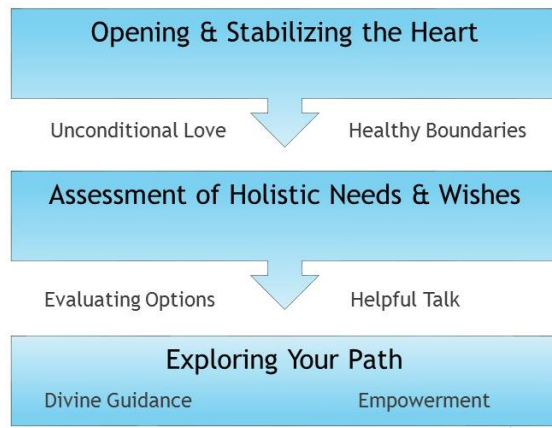 Opening & Stabilizing the Heart
Unconditional Love Healthy Boundaries
Assessment of Holistic Needs & Wishes
Evaluating Options Helpful Talk
Exploring Your Path
Divine Guidance Empowerment